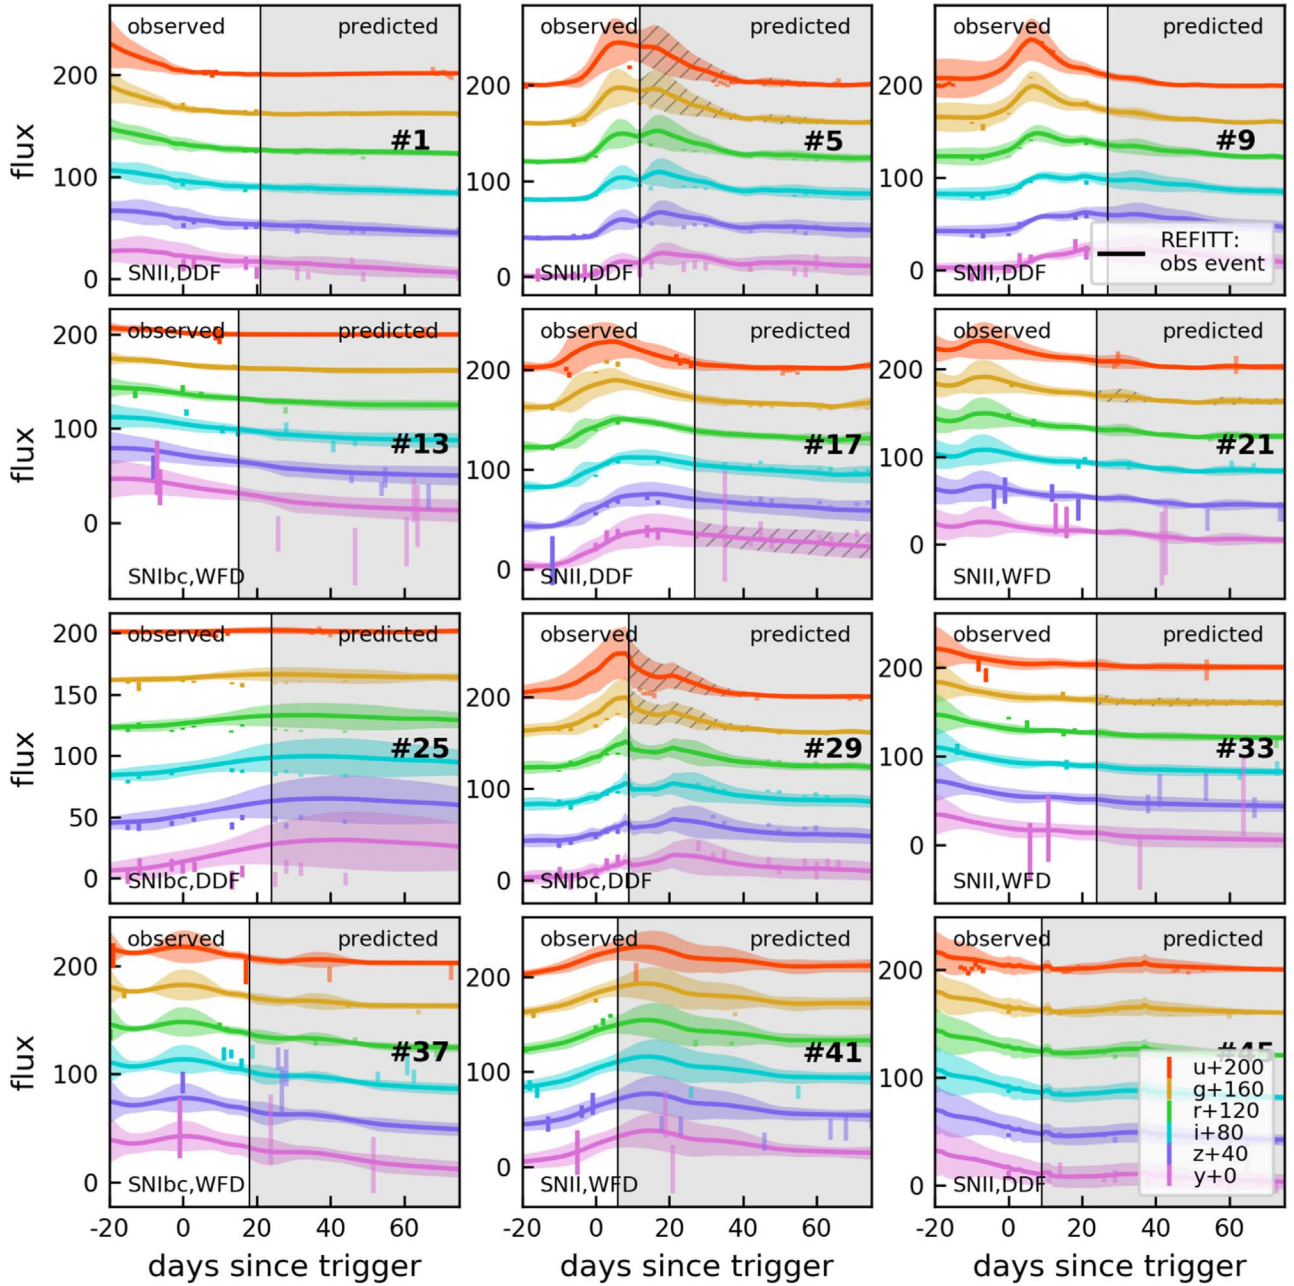 observed predicted observed predicted observed predicted
flux 200 100 0 #1 SNII,DDF
200 100 0 #5 SNII,DDF
200 100 0 #9 SNII,DDF
REFITT:
obs event
observed predicted observed predicted observed predicted
flux 200 100 0 #13 SNIbc,WFD
200 100 0 #17 SNII,DDF
200 100 0 #21 SNII,WFD
observed predicted observed predicted observed predicted
flux 200 150 100 50 0 #25 SNIbc,DDF
200 100 0 #29 SNIbc,DDF
200 100 0 #33 SNII,WFD
observed predicted observed predicted observed predicted
flux 200 100 0 #37 SNIbc,WFD
200 100 0 #41 SNII,WFD
200 100 0 #45 SNII,DDF
u+200
g+160
r+120
i+80
z+40
y+0
-20 0 20 40 60 -20 0 20 40 60 -20 0 20 40 60
days since trigger days since trigger days since trigger